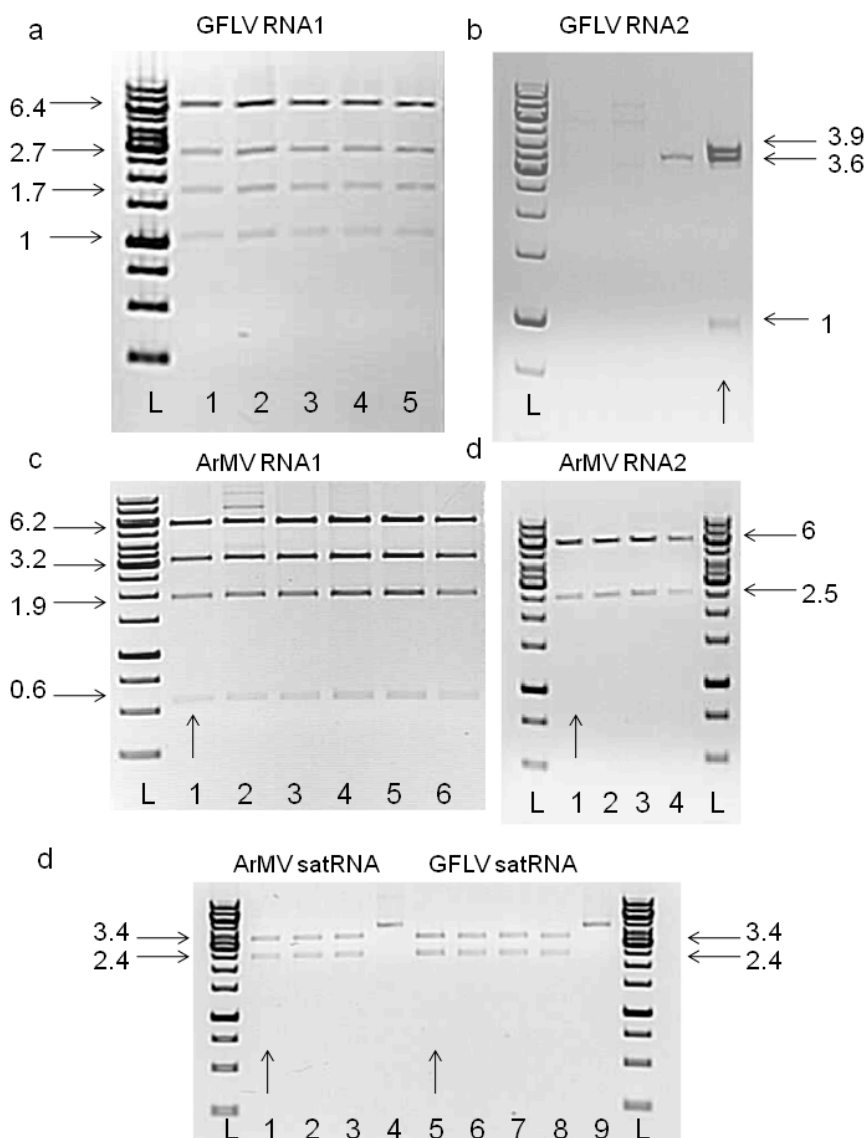 a
GFLV RNA1
6.4
2.7
1.7
1
L 1 2 3 4 5
b
GFLV RNA2
3.9
3.6
1
L
c
ArMV RNA1
6.2
3.2
1.9
0.6
L 1 2 3 4 5 6
d
ArMV RNA2
6
2.5
L 1 2 3 4 L
d
ArMV satRNA GFLV satRNA
3.4 3.4
2.4 2.4
L 1 2 3 4 5 6 7 8 9 L